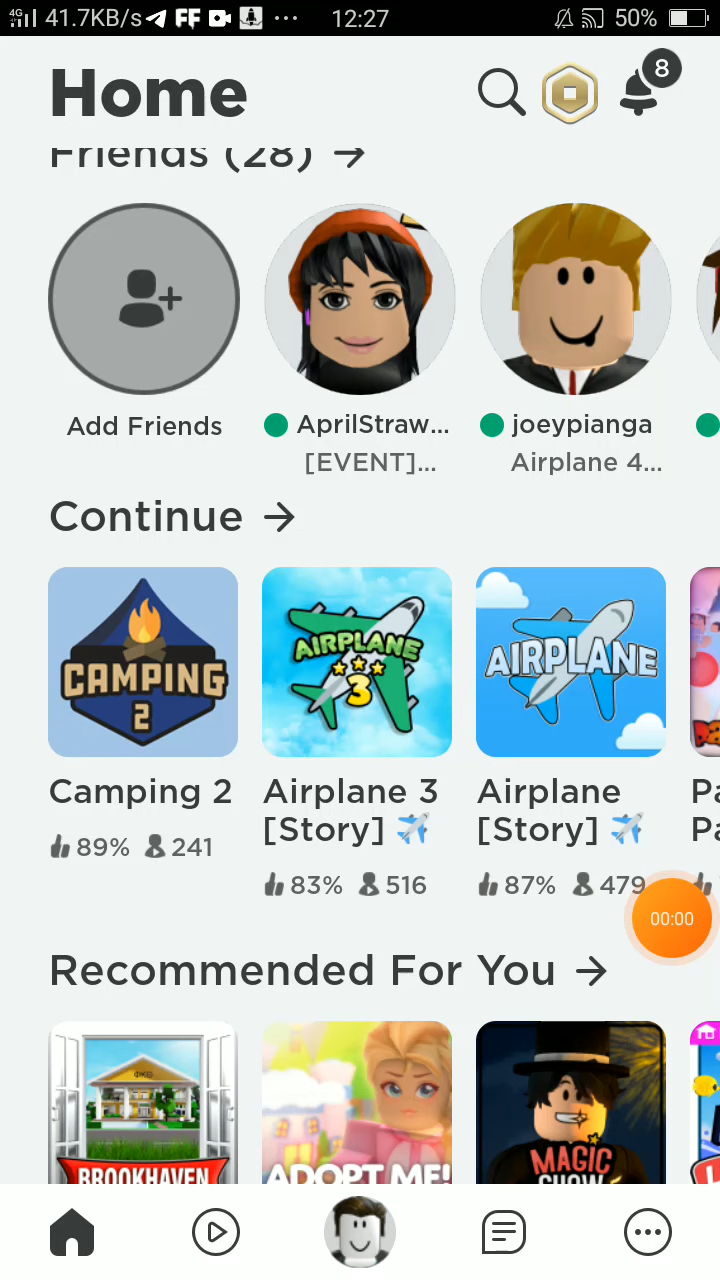 4G 41.7KB/s FF ... 12:27 50%
Home
8
Friends (28) →
Add Friends
AprilStraw...
joeypianga
[EVENT]...
Airplane 4...
Continue →
CAMPING
2
AIRPLANE
3
AIRPLANE
Camping 2
Airplane 3
[Story] ✈️
Airplane
[Story] ✈️
89% 241
83% 516
87% 479
00:00
Recommended For You →
BROOKHAVEN
ADOPT ME!
MAGIC
SHOW